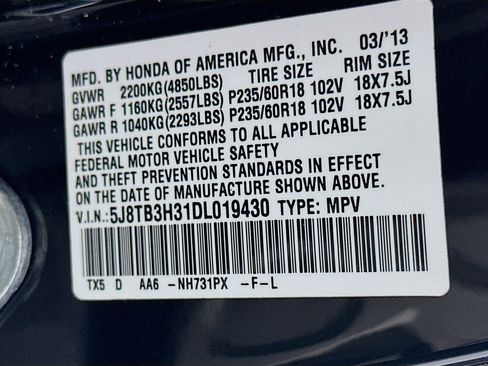 MFD. BY HONDA OF AMERICA MFG., INC. 03/'13
GVWR 2200KG(4850LBS) TIRE SIZE RIM SIZE
GAWR F 1160KG(2557LBS) P235/60R18 102V 18X7.5J
GAWR R 1040KG(2293LBS) P235/60R18 102V 18X7.5J
THIS VEHICLE CONFORMS TO ALL APPLICABLE
FEDERAL MOTOR VEHICLE SAFETY
AND THEFT PREVENTION STANDARDS IN EFFECT
ON THE DATE OF MANUFACTURE SHOWN ABOVE.
V.I.N.:5J8TB3H31DL019430 TYPE: MPV
TX5 D AA6 -NH731PX -F-L